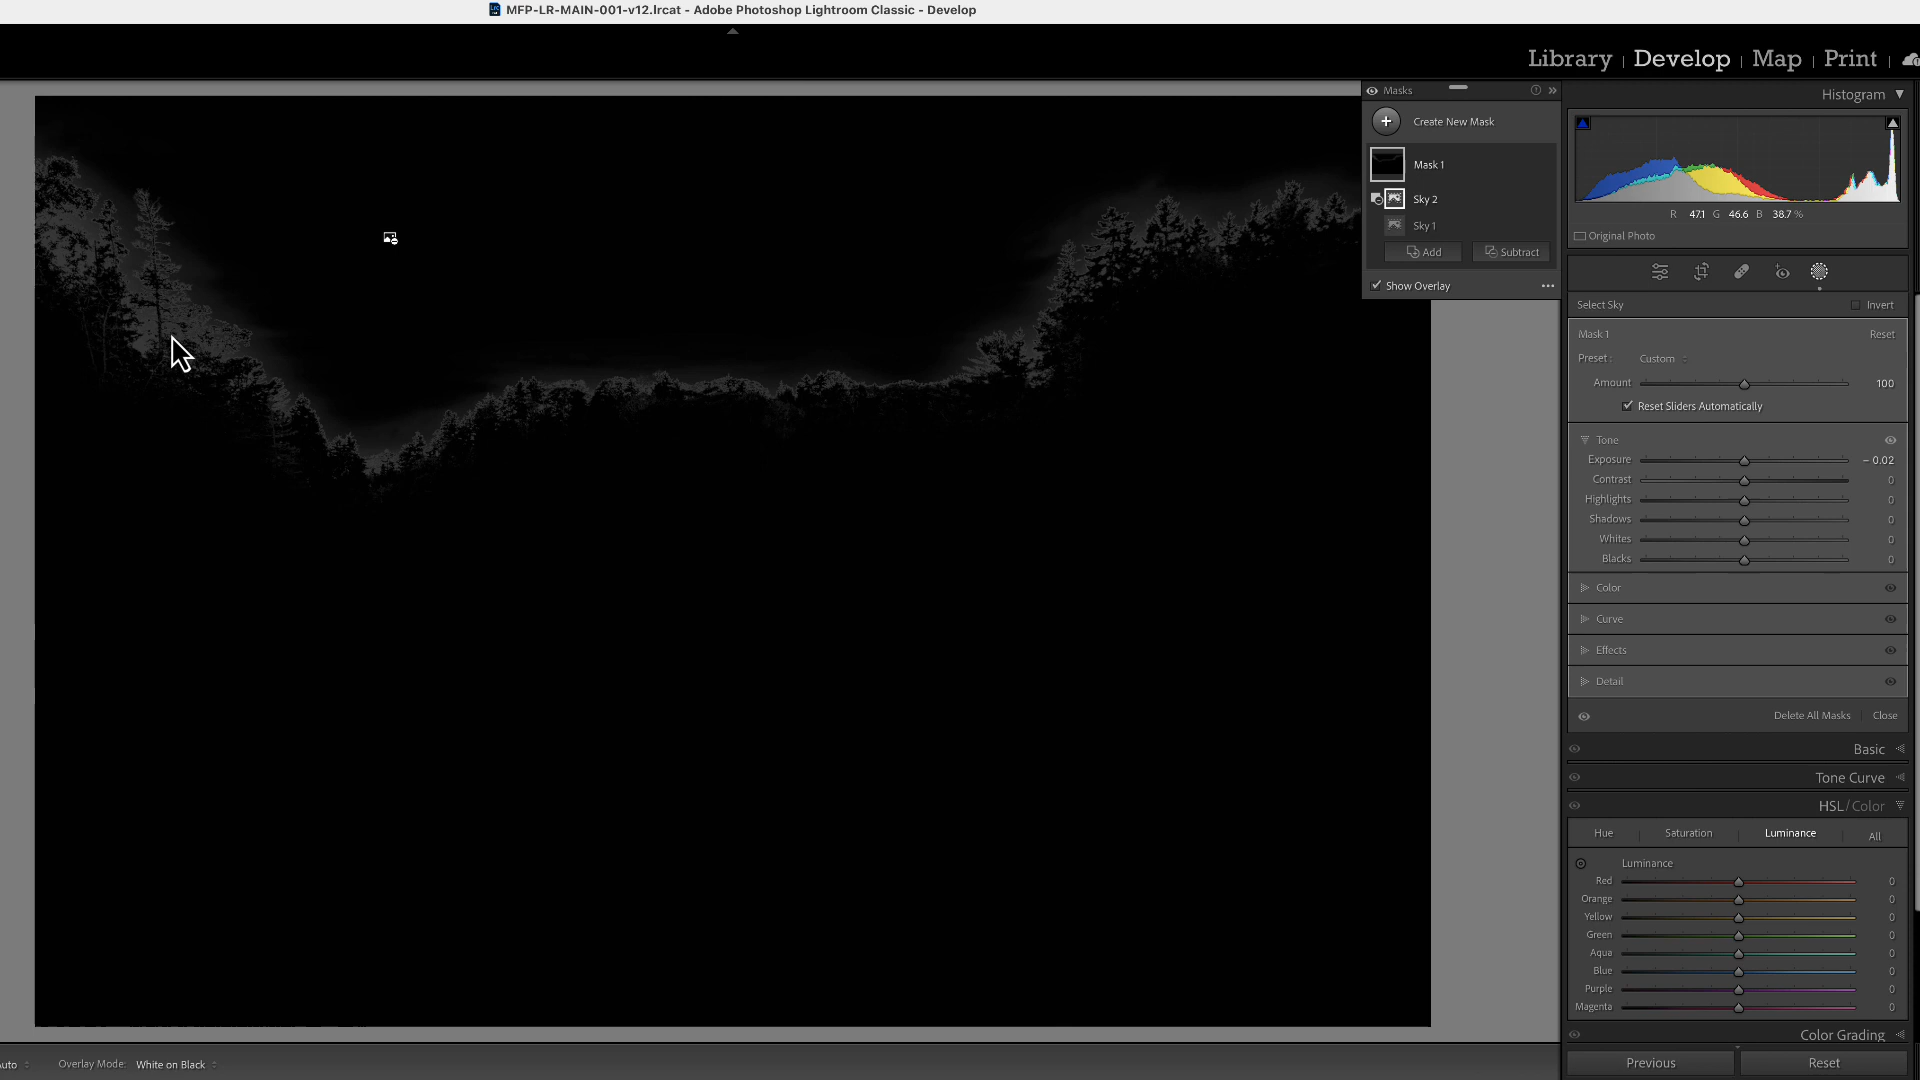 MFP-LR-MAIN-001-v12.lrcat - Adobe Photoshop Lightroom Classic - Develop
Library | Develop | Map | Print |
Masks
Create New Mask
Mask 1
Sky 2
Sky 1
Add Subtract
Show Overlay
Histogram
R 47.1 G 46.6 B 38.7 %
Original Photo
Select Sky Invert
Mask 1 Reset
Preset : Custom
Amount 100
Reset Sliders Automatically
Tone
Exposure – 0.02
Contrast 0
Highlights 0
Shadows 0
Whites 0
Blacks 0
Color
Curve
Effects
Detail
Delete All Masks Close
Basic
Tone Curve
HSL / Color
Hue Saturation Luminance All
Luminance
Red 0
Orange 0
Yellow 0
Green 0
Aqua 0
Blue 0
Purple 0
Magenta 0
Color Grading
Previous Reset
Overlay Mode: White on Black